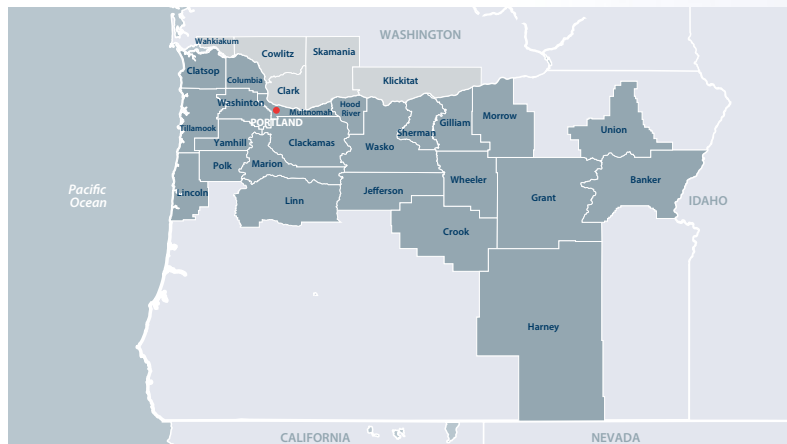 WASHINGTON
Wahkiakum
Cowlitz
Skamania
Clatsop
Columbia
Clark
Klickitat
Washinton
Multnomah
Hood
River
PORTLAND
Tillamook
Yamhill
Clackamas
Wasko
Sherman
Gilliam
Morrow
Union
Polk
Marion
Lincoln
Linn
Jefferson
Wheeler
Grant
Banker
Pacific
Ocean
IDAHO
Crook
Harney
CALIFORNIA
NEVADA